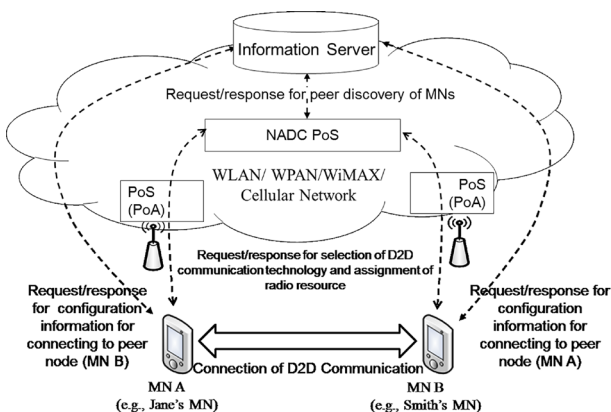 Information Server
Request/response for peer discovery of MNs
NADC PoS
WLAN/ WPAN/WiMAX/
Cellular Network
PoS
(PoA)
PoS
(PoA)
Request/response for selection of D2D
communication technology and assignment of
radio resource
Request/response
for configuration
information for
connecting to peer
node (MN B)
Request/response for
configuration
information for
connecting to peer
node (MN A)
Connection of D2D Communication
MN A
(e.g., Jane's MN)
MN B
(e.g., Smith's MN)